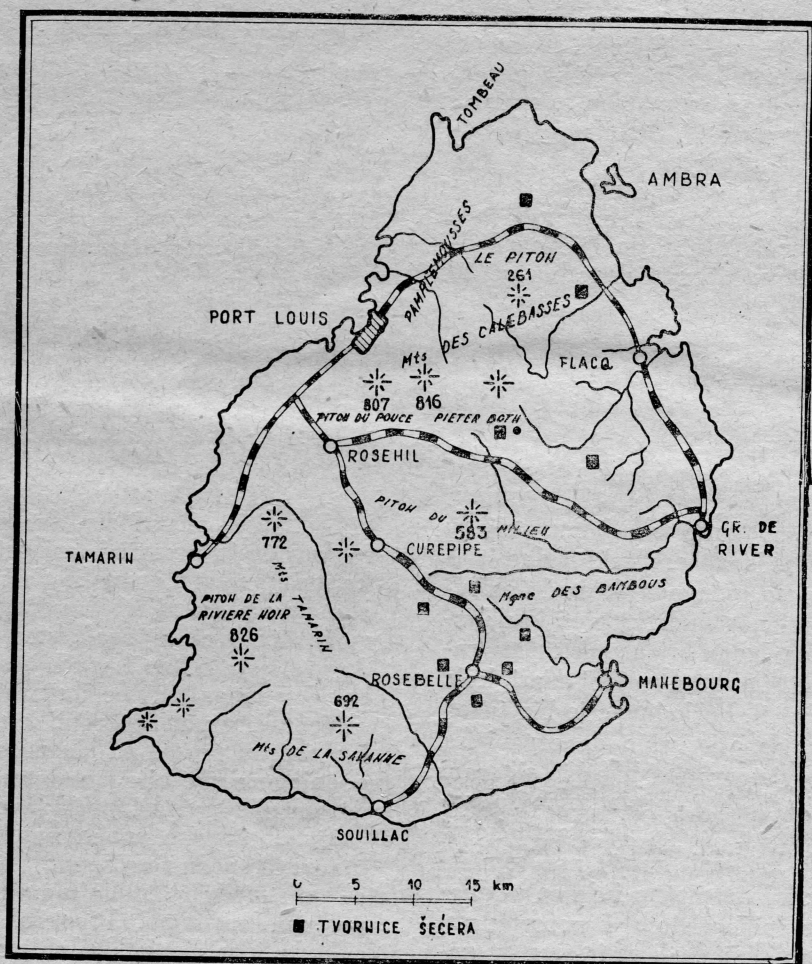 TOMBEAU
AMBRA
PAMPLEMOUSSES
LE PITON
261
PORT LOUIS
Mts DES CALEBASSES
FLACQ
807
816
PITON DU POUCE
PIETER BOTH
ROSEHIL
PITON DU MILIEU
583
772
CUREPIPE
GR. DE
RIVER
TAMARIN
Mts TAMARIN
Mgne DES BAMBOUS
PITON DE LA
RIVIERE NOIR
826
ROSEBELLE
MAHEBOURG
692
Mts DE LA SAVANNE
SOUILLAC
0 5 10 15 km
TVORNICE ŠEĆERA